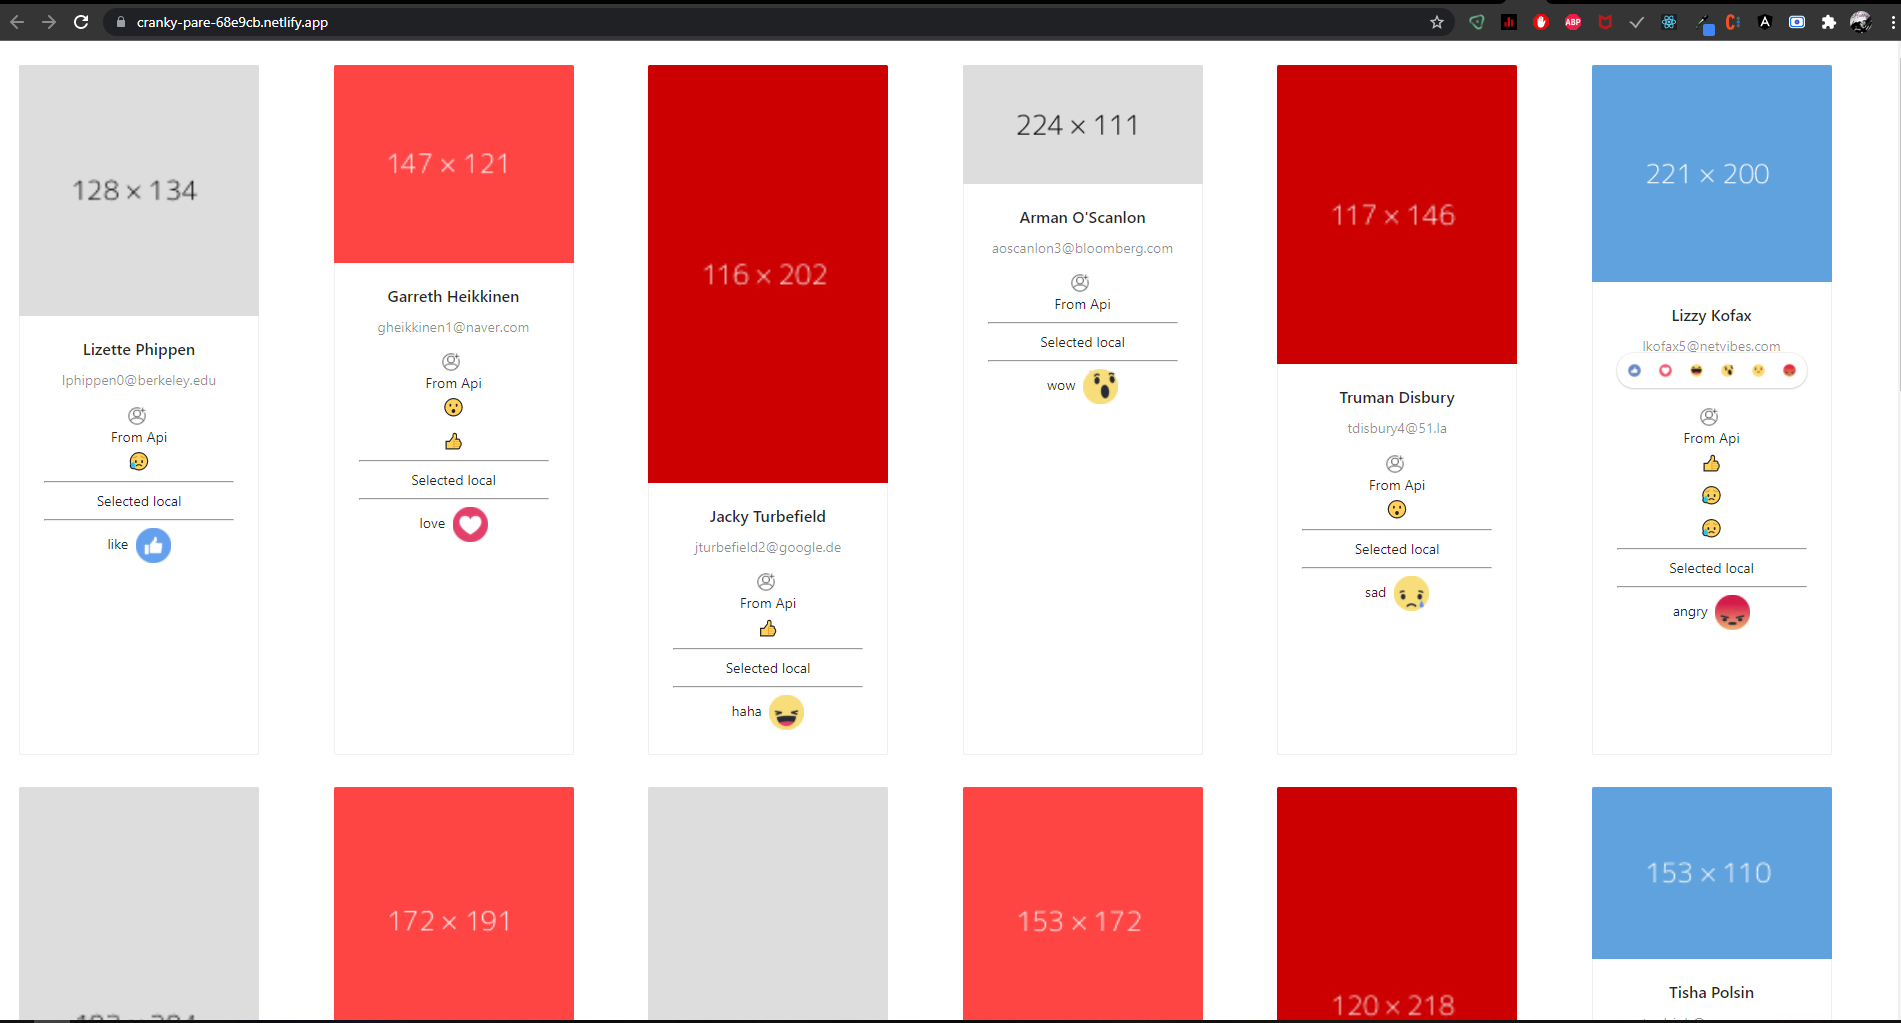 cranky-pare-68e9cb.netlify.app
ABP
128 × 134
Lizette Phippen
lphippen0@berkeley.edu
From Api
Selected local
like
147 × 121
Garreth Heikkinen
gheikkinen1@naver.com
From Api
Selected local
love
116 × 202
Jacky Turbefield
jturbefield2@google.de
From Api
Selected local
haha
224 × 111
Arman O'Scanlon
aoscanlon3@bloomberg.com
From Api
Selected local
wow
117 × 146
Truman Disbury
tdisbury4@51.la
From Api
Selected local
sad
221 × 200
Lizzy Kofax
lkofax5@netvibes.com
From Api
Selected local
angry
172 × 191
153 × 172
120 × 218
153 × 110
Tisha Polsin